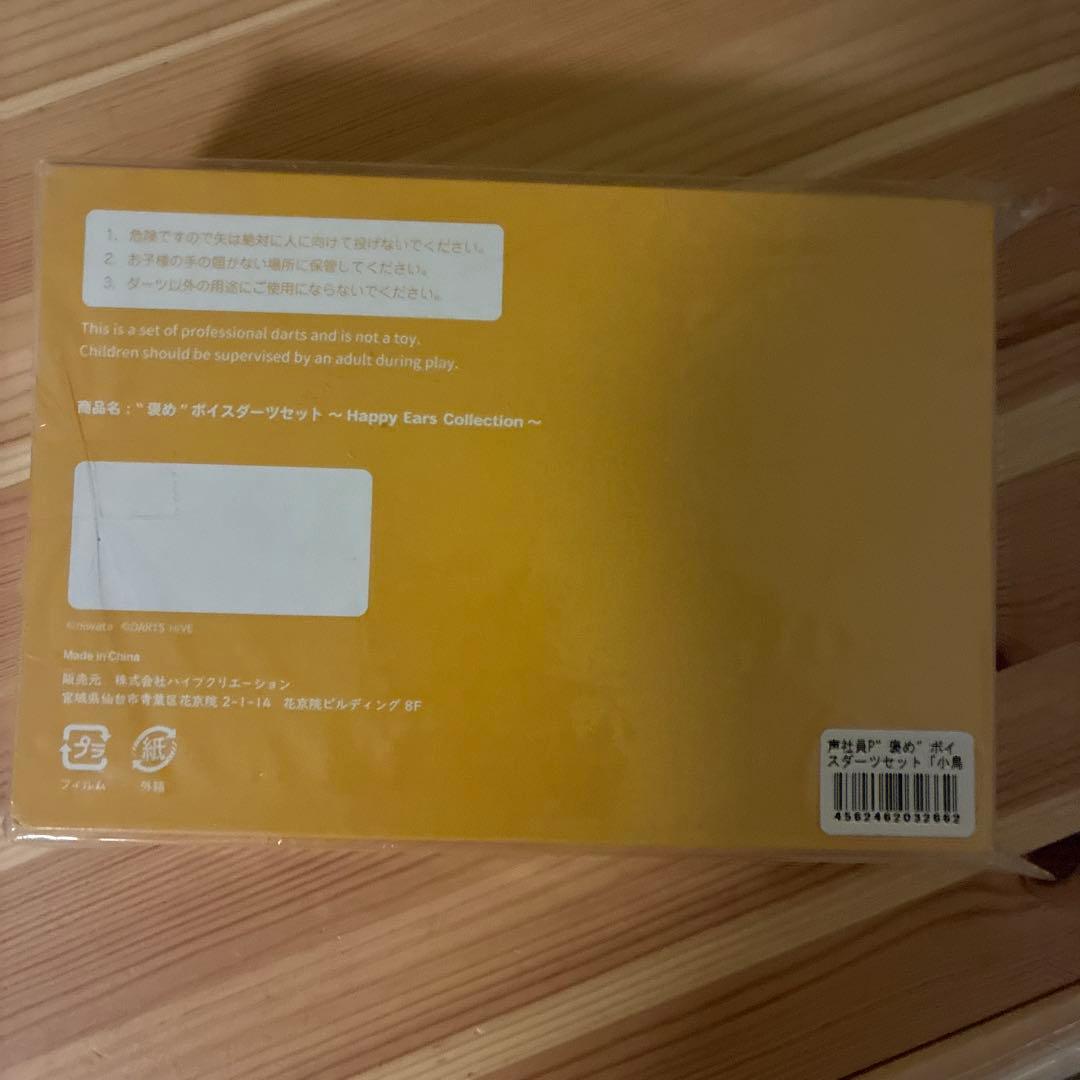 1. 危険ですので矢は絶対に人に向けて投げないでください。
2. お子様の手の届かない場所に保管してください。
3. ダーツ以外の用途にご使用にならないでください。
This is a set of professional darts and is not a toy.
Children should be supervised by an adult during play.
商品名：“褒め”ボイスダーツセット ～ Happy Ears Collection ～
©DARTS HIVE
Made in China
販売元 株式会社ハイブクリエーション
宮城県仙台市青葉区花京院 2-1-14 花京院ビルディング 8F
プラ
フィルム
紙
外箱
声社員P”褒め”ボイ
スダーツセット「小鳥
4562462032662